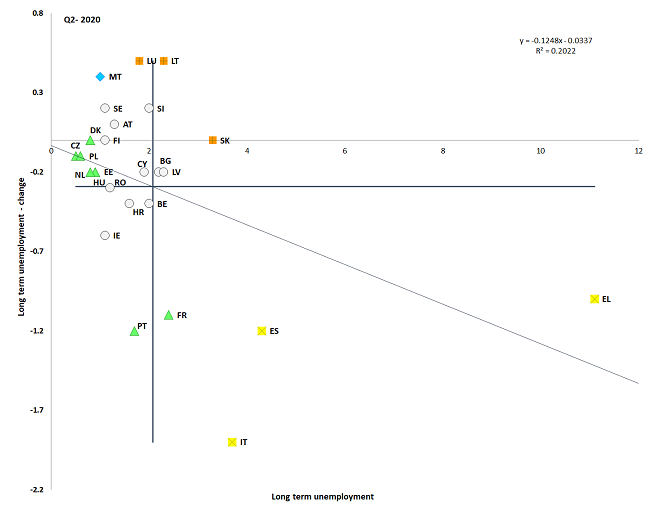 0.8
Q2- 2020
y = -0.1248x - 0.0337
R² = 0.2022
LU
LT
MT
0.3
SE
SI
AT
DK
FI
SK
0
2
4
6
8
10
12
CZ
PL
CY
BG
-0.2
NL
EE
LV
HU
RO
HR
BE
IE
-0.7
Long term unemployment - change
EL
FR
PT
-1.2
ES
-1.7
IT
-2.2
Long term unemployment